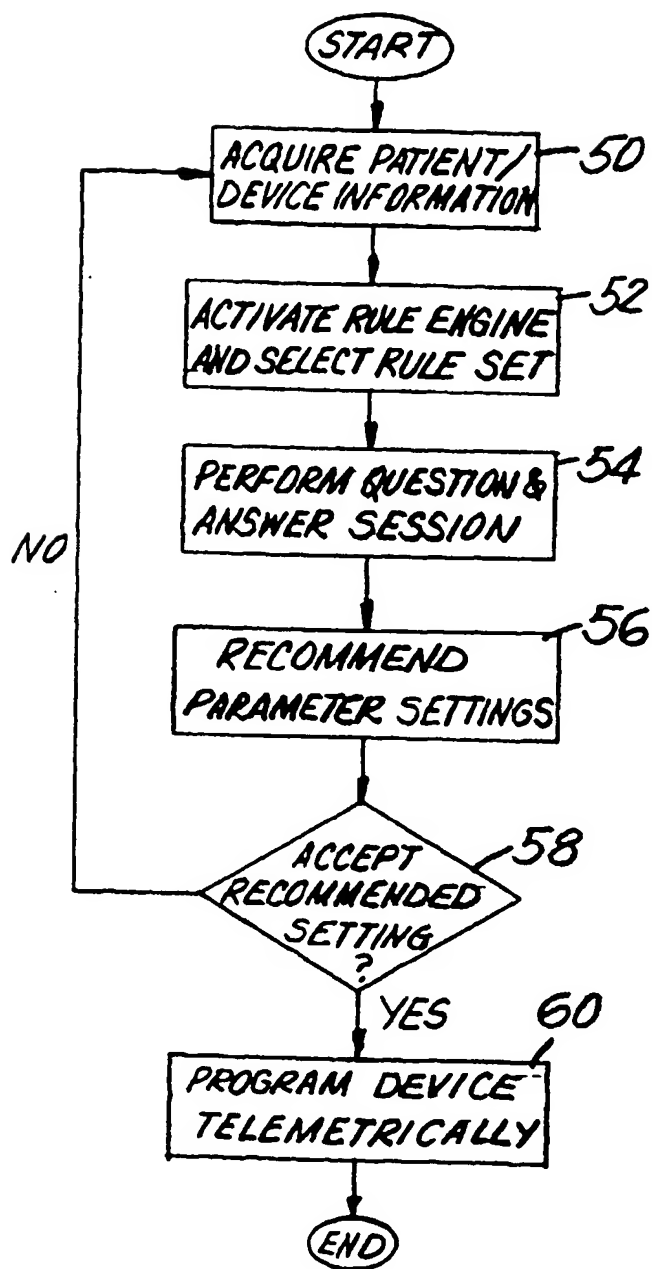 START
ACQUIRE PATIENT/
DEVICE INFORMATION
50
ACTIVATE RULE ENGINE
AND SELECT RULE SET
52
PERFORM QUESTION &
ANSWER SESSION
54
NO
RECOMMEND
PARAMETER SETTINGS
56
ACCEPT
RECOMMENDED
SETTING
?
58
YES
PROGRAM DEVICE
TELEMETRICALLY
60
END